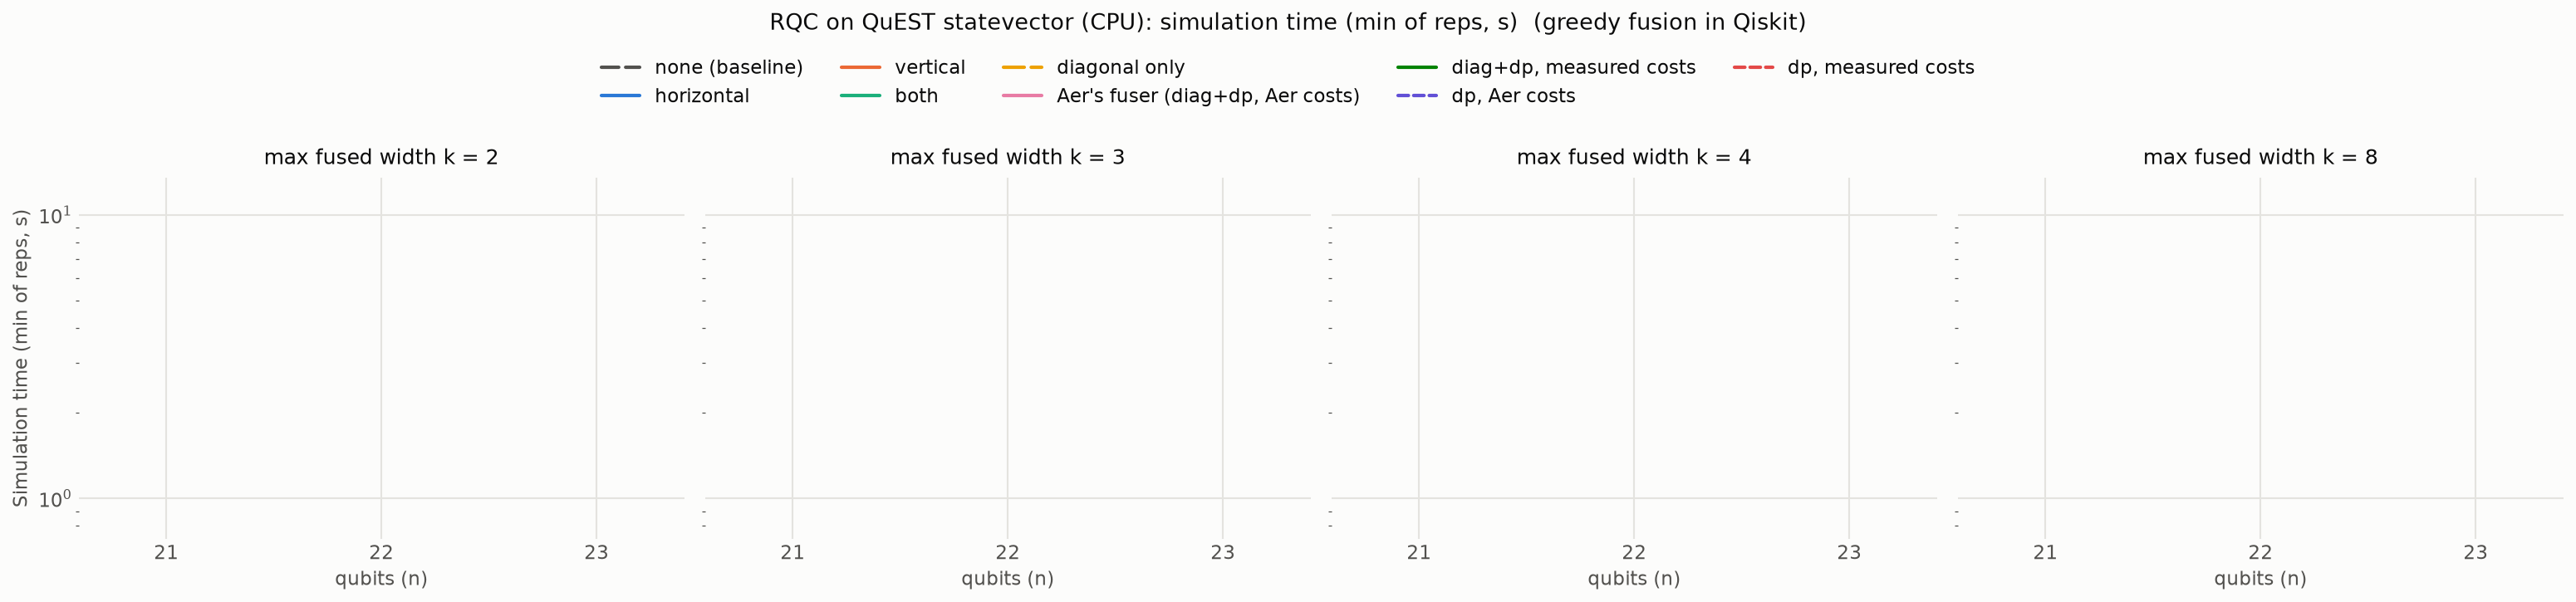 RQC on QuEST statevector (CPU): simulation time (min of reps, s)  (greedy fusion in Qiskit)
none (baseline) vertical diagonal only diag+dp, measured costs dp, measured costs
horizontal both Aer's fuser (diag+dp, Aer costs) dp, Aer costs
max fused width k = 2 max fused width k = 3 max fused width k = 4 max fused width k = 8
Simulation time (min of reps, s)
10¹
10⁰
21 22 23 21 22 23 21 22 23 21 22 23
qubits (n) qubits (n) qubits (n) qubits (n)